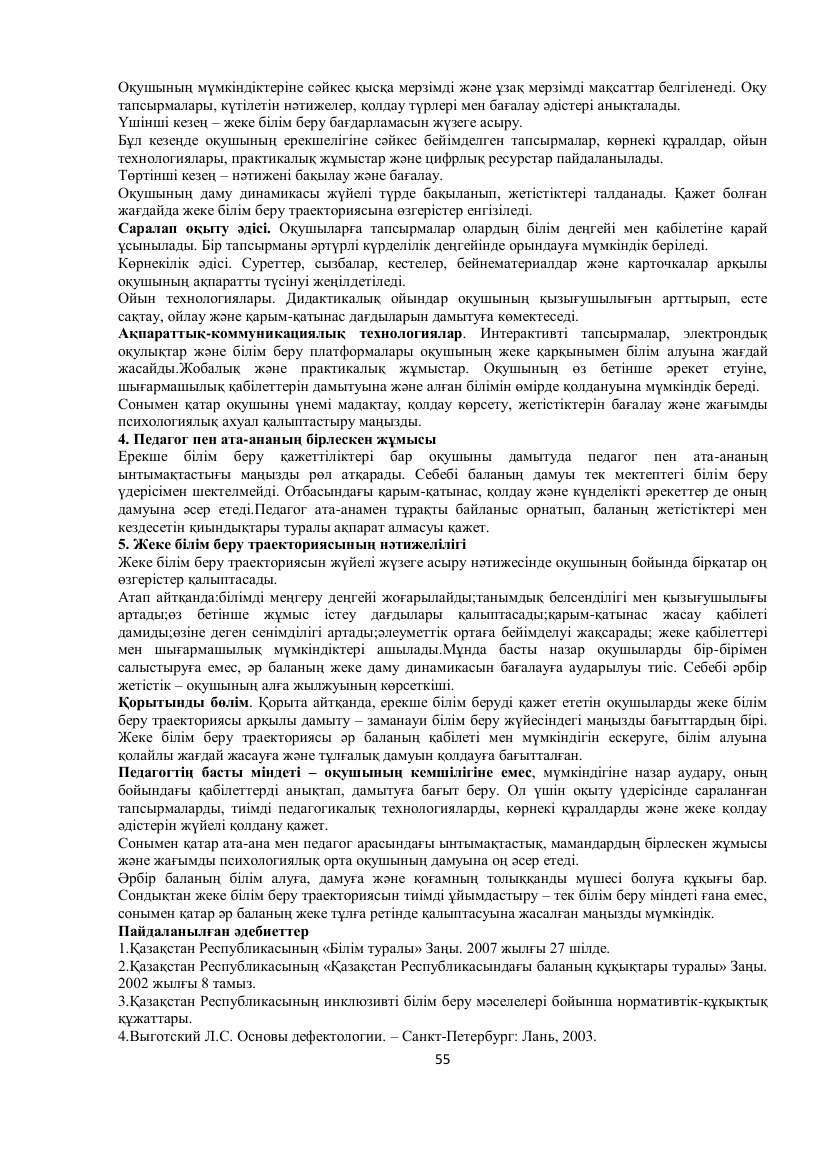 Оқушының мүмкіндіктеріне сәйкес қысқа мерзімді және ұзақ мерзімді мақсаттар белгіленеді. Оқу
тапсырмалары, күтілетін нәтижелер, қолдау түрлері мен бағалау әдістері анықталады.
Үшінші кезең – жеке білім беру бағдарламасын жүзеге асыру.
Бұл кезеңде оқушының ерекшелігіне сәйкес бейімделген тапсырмалар, көрнекі құралдар, ойын
технологиялары, практикалық жұмыстар және цифрлық ресурстар пайдаланылады.
Төртінші кезең – нәтижені бақылау және бағалау.
Оқушының даму динамикасы жүйелі түрде бақыланып, жетістіктері талданады. Қажет болған
жағдайда жеке білім беру траекториясына өзгерістер енгізіледі.
Саралап оқыту әдісі. Оқушыларға тапсырмалар олардың білім деңгейі мен қабілетіне қарай
ұсынылады. Бір тапсырманы әртүрлі күрделілік деңгейінде орындауға мүмкіндік беріледі.
Көрнекілік әдісі. Суреттер, сызбалар, кестелер, бейнематериалдар және карточкалар арқылы
оқушының ақпаратты түсінуі жеңілдетіледі.
Ойын технологиялары. Дидактикалық ойындар оқушының қызығушылығын арттырып, есте
сақтау, ойлау және қарым-қатынас дағдыларын дамытуға көмектеседі.
Ақпараттық-коммуникациялық технологиялар. Интерактивті тапсырмалар, электрондық
оқулықтар және білім беру платформалары оқушының жеке қарқынымен білім алуына жағдай
жасайды.Жобалық және практикалық жұмыстар. Оқушының өз бетінше әрекет етуіне,
шығармашылық қабілеттерін дамытуына және алған білімін өмірде қолдануына мүмкіндік береді.
Сонымен қатар оқушыны үнемі мадақтау, қолдау көрсету, жетістіктерін бағалау және жағымды
психологиялық ахуал қалыптастыру маңызды.
4. Педагог пен ата-ананың бірлескен жұмысы
Ерекше білім беру қажеттіліктері бар оқушыны дамытуда педагог пен ата-ананың
ынтымақтастығы маңызды рөл атқарады. Себебі баланың дамуы тек мектептегі білім беру
үдерісімен шектелмейді. Отбасындағы қарым-қатынас, қолдау және күнделікті әрекеттер де оның
дамуына әсер етеді.Педагог ата-анамен тұрақты байланыс орнатып, баланың жетістіктері мен
кездесетін қиындықтары туралы ақпарат алмасуы қажет.
5. Жеке білім беру траекториясының нәтижелілігі
Жеке білім беру траекториясын жүйелі жүзеге асыру нәтижесінде оқушының бойында бірқатар оң
өзгерістер қалыптасады.
Атап айтқанда:білімді меңгеру деңгейі жоғарылайды;танымдық белсенділігі мен қызығушылығы
артады;өз бетінше жұмыс істеу дағдылары қалыптасады;қарым-қатынас жасау қабілеті
дамиды;өзіне деген сенімділігі артады;әлеуметтік ортаға бейімделуі жақсарады; жеке қабілеттері
мен шығармашылық мүмкіндіктері ашылады.Мұнда басты назар оқушыларды бір-бірімен
салыстыруға емес, әр баланың жеке даму динамикасын бағалауға аударылуы тиіс. Себебі әрбір
жетістік – оқушының алға жылжуының көрсеткіші.
Қорытынды бөлім. Қорыта айтқанда, ерекше білім беруді қажет ететін оқушыларды жеке білім
беру траекториясы арқылы дамыту – заманауи білім беру жүйесіндегі маңызды бағыттардың бірі.
Жеке білім беру траекториясы әр баланың қабілеті мен мүмкіндігін ескеруге, білім алуына
қолайлы жағдай жасауға және тұлғалық дамуын қолдауға бағытталған.
Педагогтің басты міндеті – оқушының кемшілігіне емес, мүмкіндігіне назар аудару, оның
бойындағы қабілеттерді анықтап, дамытуға бағыт беру. Ол үшін оқыту үдерісінде сараланған
тапсырмаларды, тиімді педагогикалық технологияларды, көрнекі құралдарды және жеке қолдау
әдістерін жүйелі қолдану қажет.
Сонымен қатар ата-ана мен педагог арасындағы ынтымақтастық, мамандардың бірлескен жұмысы
және жағымды психологиялық орта оқушының дамуына оң әсер етеді.
Әрбір баланың білім алуға, дамуға және қоғамның толыққанды мүшесі болуға құқығы бар.
Сондықтан жеке білім беру траекториясын тиімді ұйымдастыру – тек білім беру міндеті ғана емес,
сонымен қатар әр баланың жеке тұлға ретінде қалыптасуына жасалған маңызды мүмкіндік.
Пайдаланылған әдебиеттер
1.Қазақстан Республикасының «Білім туралы» Заңы. 2007 жылғы 27 шілде.
2.Қазақстан Республикасының «Қазақстан Республикасындағы баланың құқықтары туралы» Заңы.
2002 жылғы 8 тамыз.
3.Қазақстан Республикасының инклюзивті білім беру мәселелері бойынша нормативтік-құқықтық
құжаттары.
4.Выготский Л.С. Основы дефектологии. – Санкт-Петербург: Лань, 2003.
55